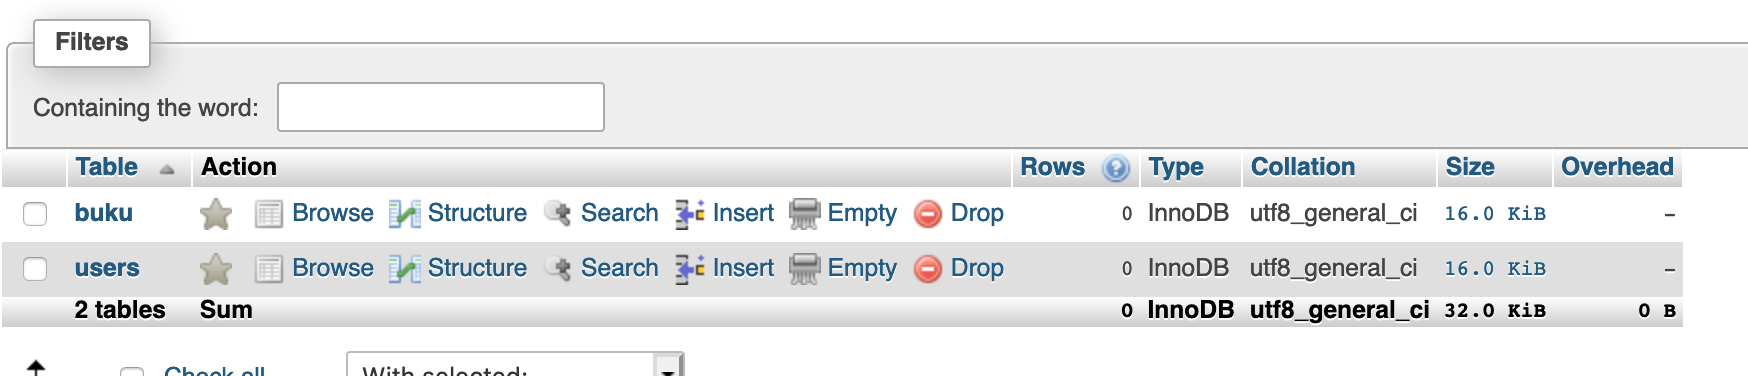 Filters
Containing the word:
Table Action Rows Type Collation Size Overhead
buku Browse Structure Search Insert Empty Drop 0 InnoDB utf8_general_ci 16.0 KiB –
users Browse Structure Search Insert Empty Drop 0 InnoDB utf8_general_ci 16.0 KiB –
2 tables Sum 0 InnoDB utf8_general_ci 32.0 KiB 0 B
Check all With selected: